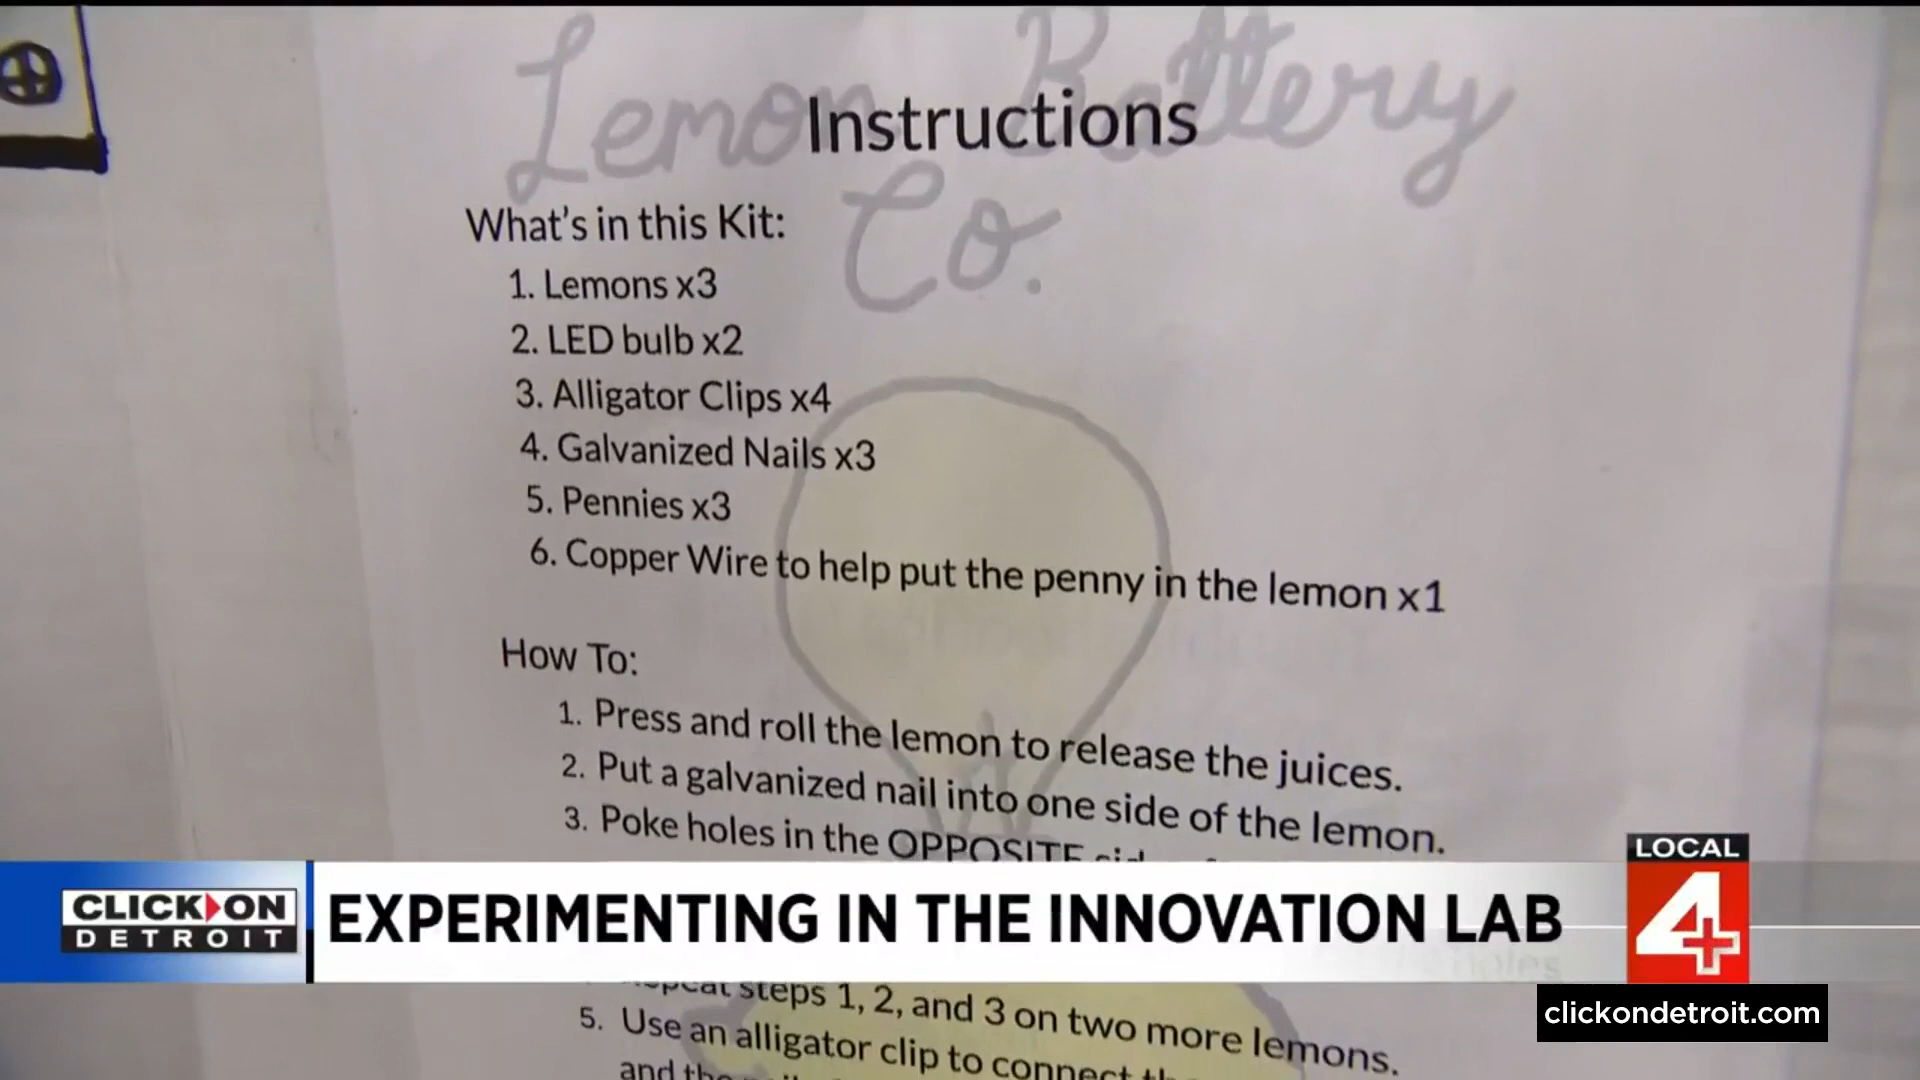 Lemon Battery
Co.
Instructions
What's in this Kit:
1. Lemons x3
2. LED bulb x2
3. Alligator Clips x4
4. Galvanized Nails x3
5. Pennies x3
6. Copper Wire to help put the penny in the lemon x1
How To:
1. Press and roll the lemon to release the juices.
2. Put a galvanized nail into one side of the lemon.
3. Poke holes in the OPPOSITE
LOCAL
4
CLICK ON
DETROIT
EXPERIMENTING IN THE INNOVATION LAB
steps 1, 2, and 3 on two more lemons.
clickondetroit.com
5. Use an alligator clip to connect
and